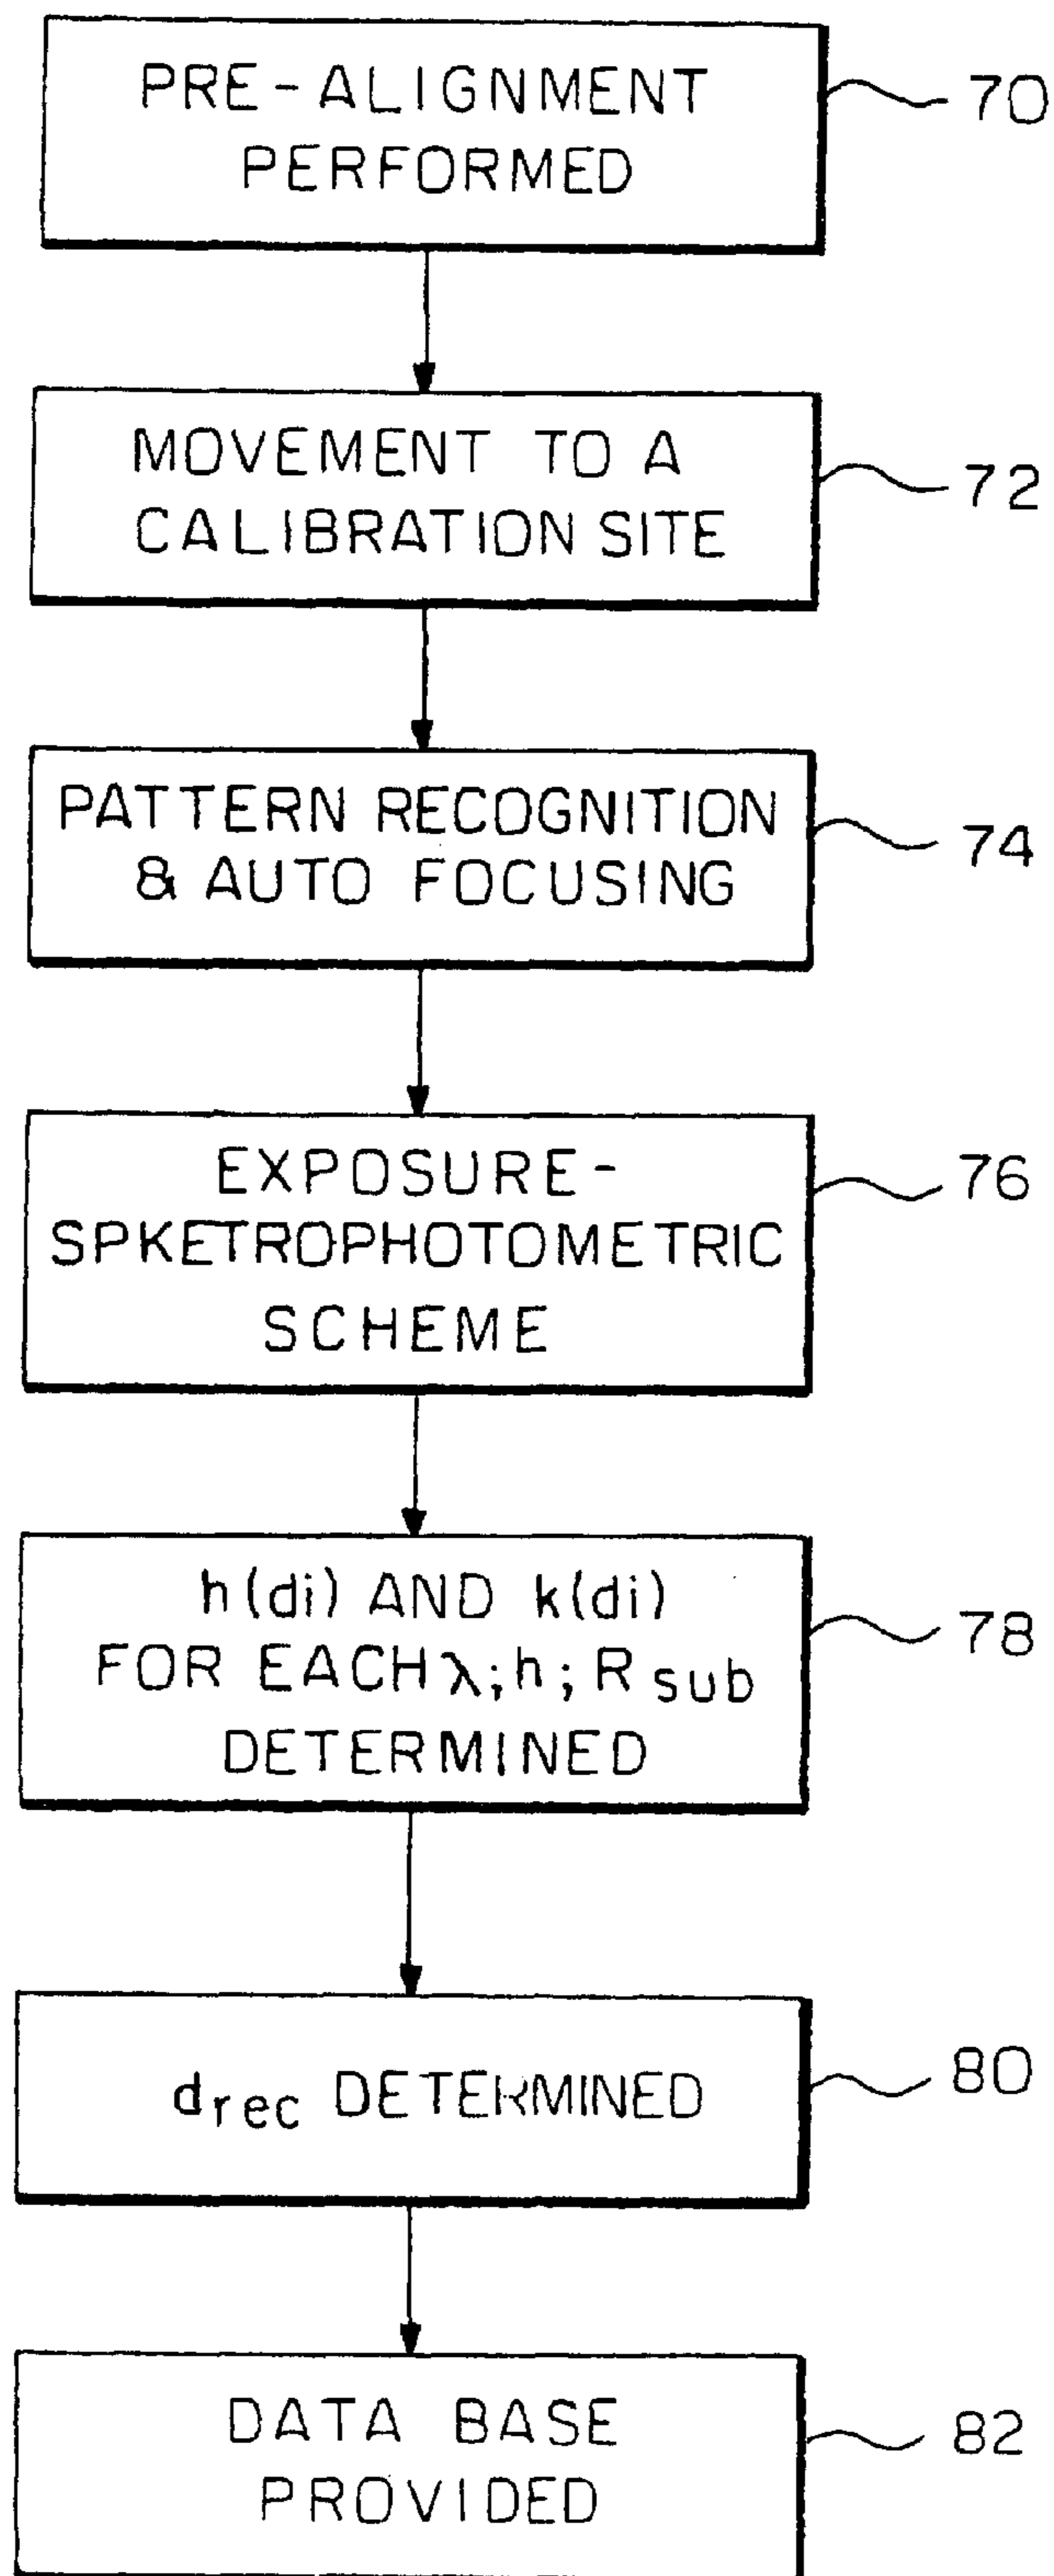 PRE-ALIGNMENT
PERFORMED
70
MOVEMENT TO A
CALIBRATION SITE
72
PATTERN RECOGNITION
& AUTO FOCUSING
74
EXPOSURE-
SPKETROPHOTOMETRIC
SCHEME
76
h(di) AND k(di)
FOR EACH λ; h; R sub
DETERMINED
78
drec DETERMINED
80
DATA BASE
PROVIDED
82